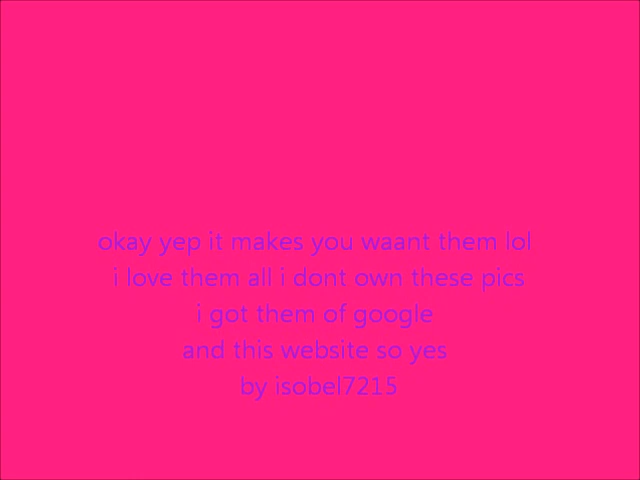 okay yep it makes you waant them lol
i love them all i dont own these pics
i got them of google
and this website so yes
by isobel7215